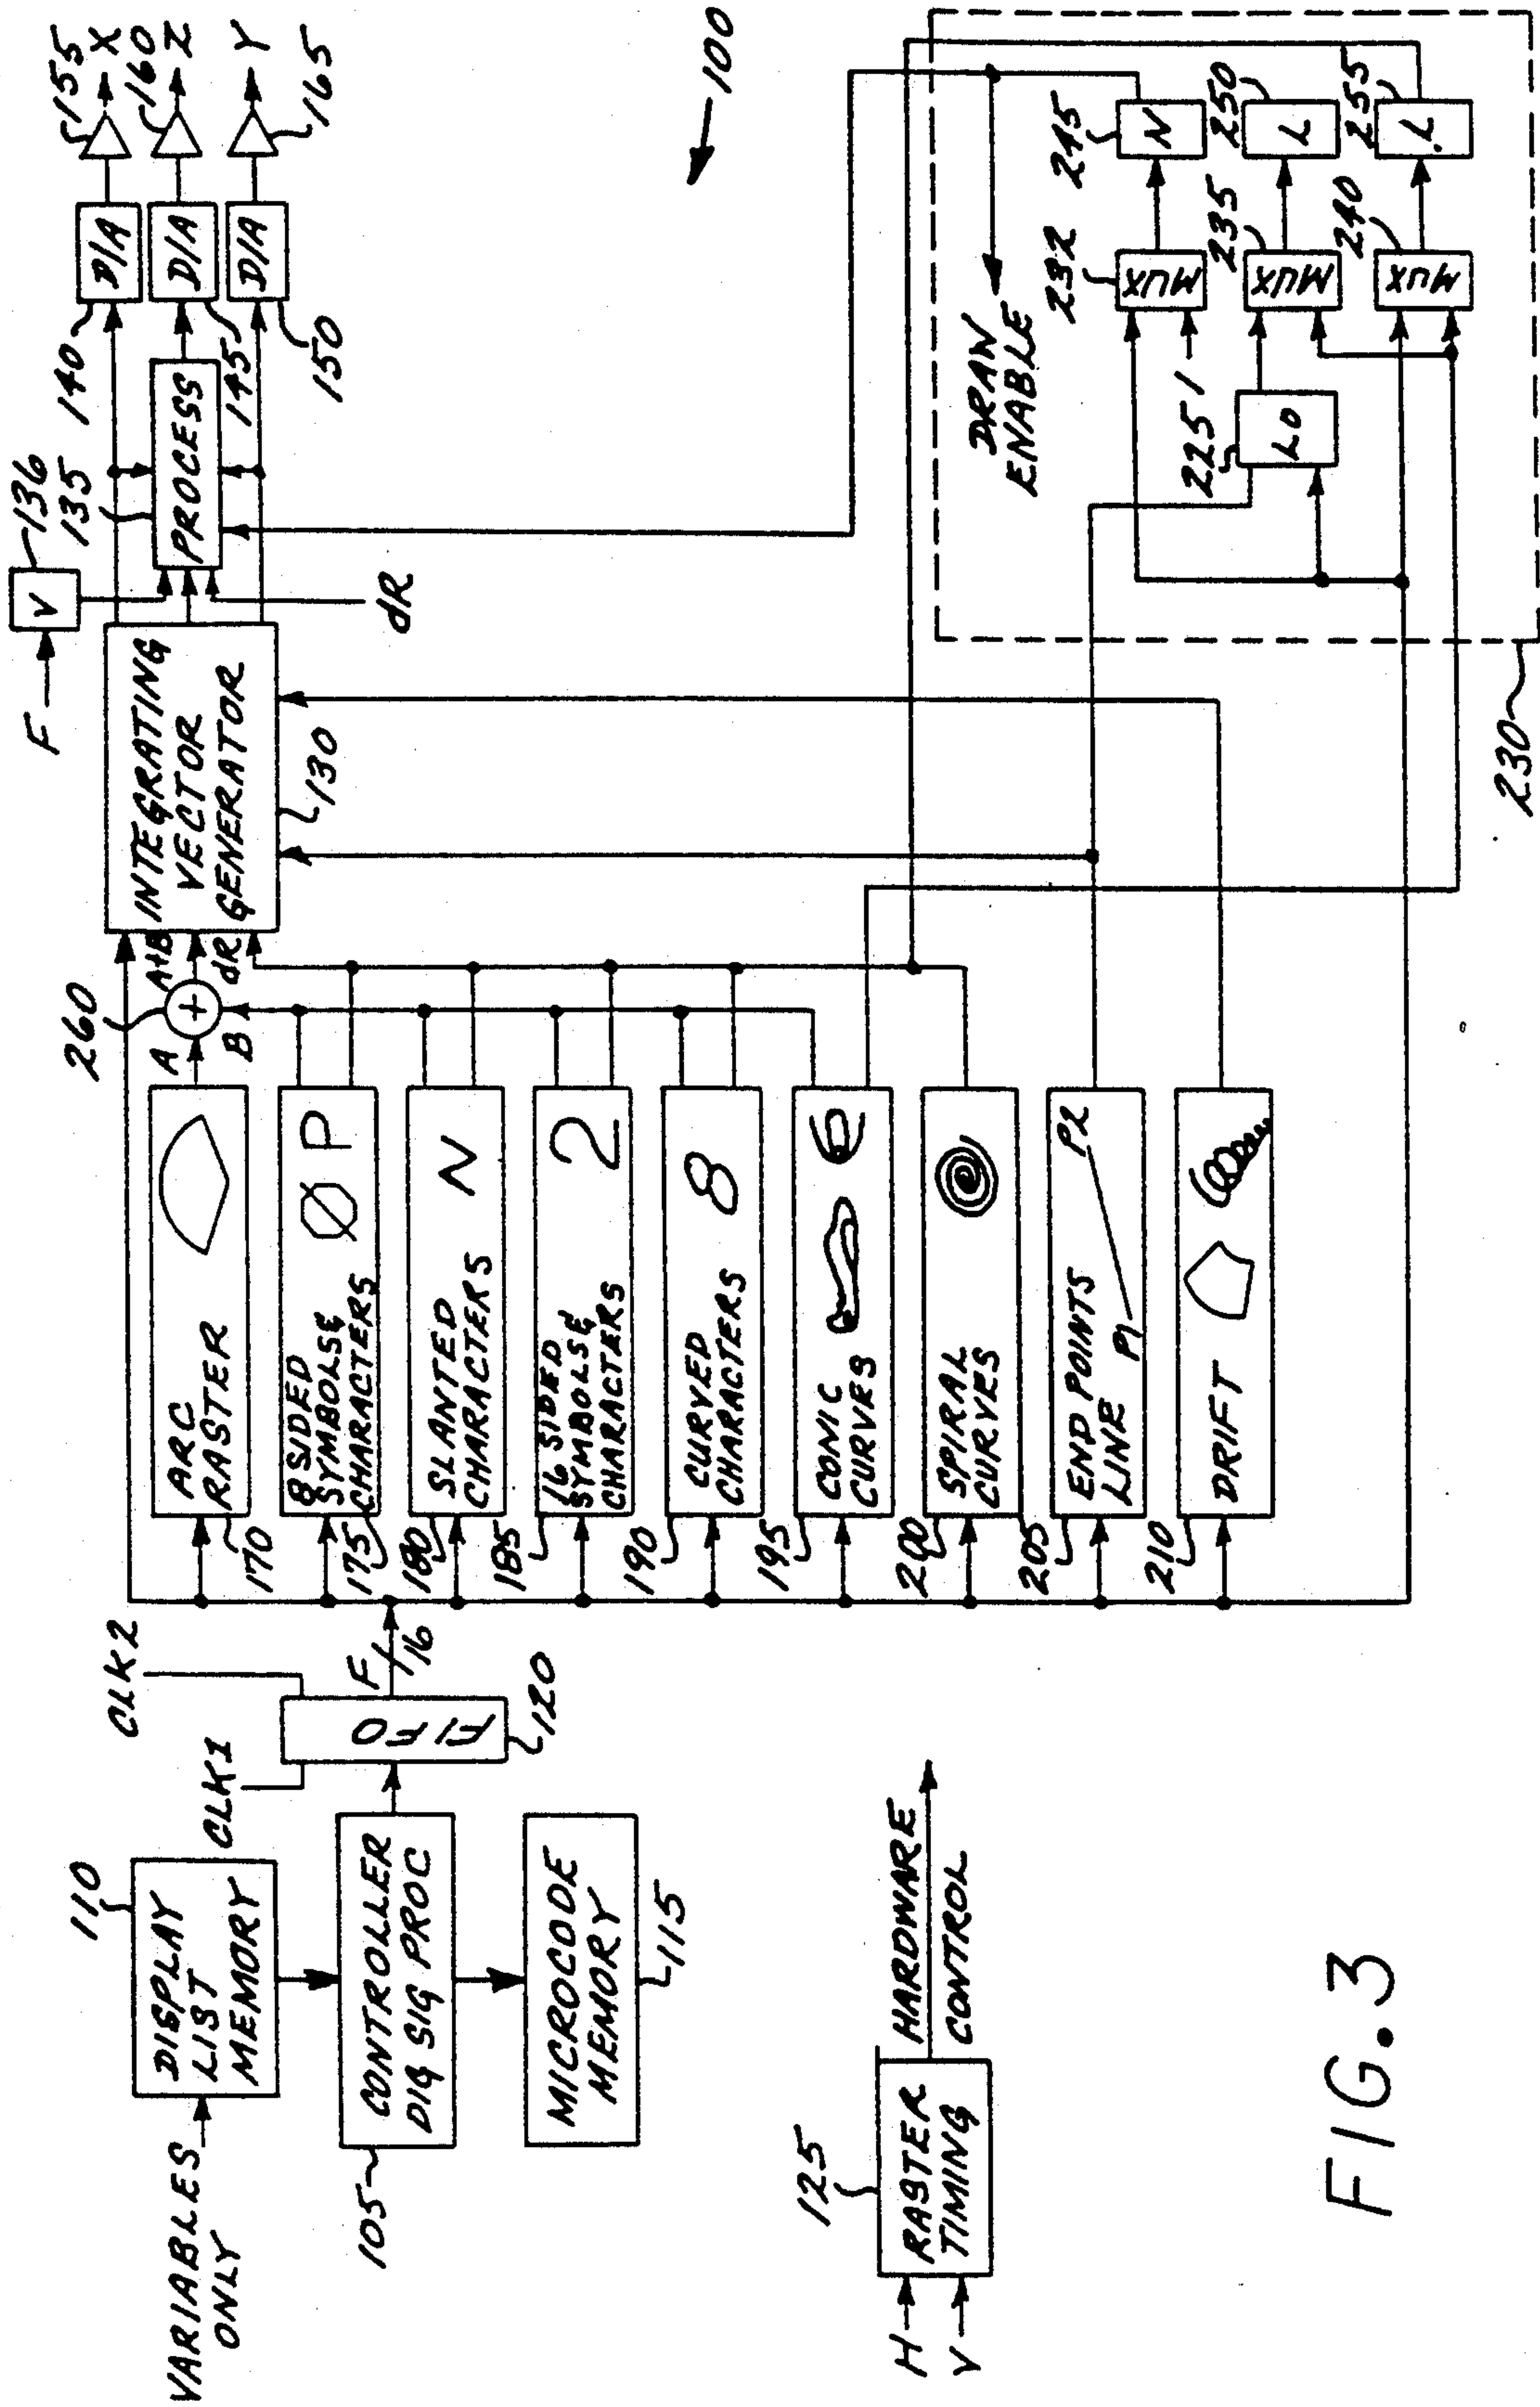 VARIABLES
ONLY
110
DISPLAY
LIST
MEMORY
105
CONTROLLER
DIG SIG PROC
MICROCODE
MEMORY
115
CLK1
CLK2
FIFO
120
F
16
125
H
V
RASTER
TIMING
HARDWARE
CONTROL
ARC
RASTER
170
8 SIDED
SYMBOLS&
CHARACTERS
Ø P
175
SLANTED
CHARACTERS
N
180
16 SIDED
SYMBOLS&
CHARACTERS
2
185
CURVED
CHARACTERS
8
190
CONIC
CURVES
195
SPIRAL
CURVES
200
END POINTS
LINE
P1
P2
205
DRIFT
210
260
A
B
+
A+B
dR
INTEGRATING
VECTOR
GENERATOR
130
F
V
136
135
PROCESS
dR
140
D/A
155
X
145
D/A
160
Z
150
D/A
165
Y
100
DRAW
ENABLE
232
MUX
245
N
1
225
LO
235
MUX
250
L
240
MUX
255
L'
230
FIG. 3